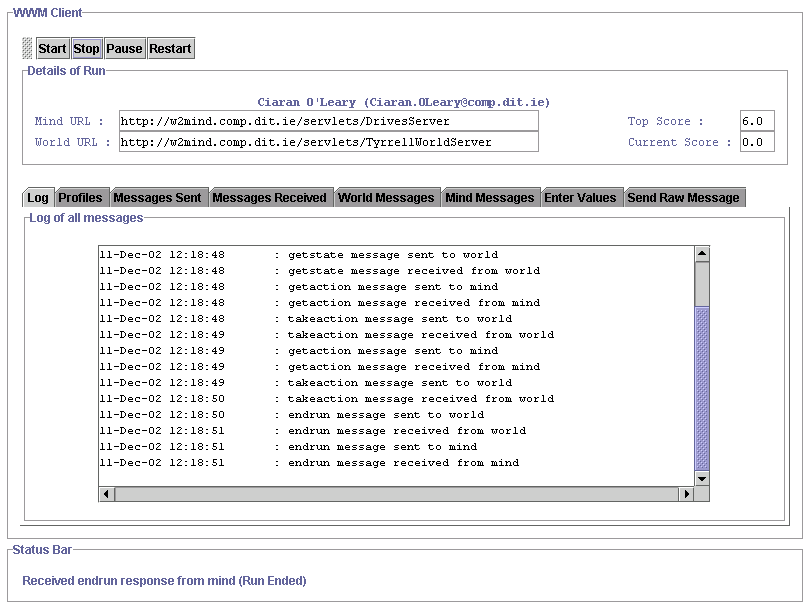 WWM Client
Start Stop Pause Restart
Details of Run
Ciaran O'Leary (Ciaran.OLeary@comp.dit.ie)
Mind URL : http://w2mind.comp.dit.ie/servlets/DrivesServer Top Score : 6.0
World URL : http://w2mind.comp.dit.ie/servlets/TyrrellWorldServer Current Score : 0.0
Log Profiles Messages Sent Messages Received World Messages Mind Messages Enter Values Send Raw Message
Log of all messages
11-Dec-02 12:18:48 : getstate message sent to world
11-Dec-02 12:18:48 : getstate message received from world
11-Dec-02 12:18:48 : getaction message sent to mind
11-Dec-02 12:18:48 : getaction message received from mind
11-Dec-02 12:18:48 : takeaction message sent to world
11-Dec-02 12:18:49 : takeaction message received from world
11-Dec-02 12:18:49 : getaction message sent to mind
11-Dec-02 12:18:49 : getaction message received from mind
11-Dec-02 12:18:49 : takeaction message sent to world
11-Dec-02 12:18:50 : takeaction message received from world
11-Dec-02 12:18:50 : endrun message sent to world
11-Dec-02 12:18:51 : endrun message received from world
11-Dec-02 12:18:51 : endrun message sent to mind
11-Dec-02 12:18:51 : endrun message received from mind
Status Bar
Received endrun response from mind (Run Ended)